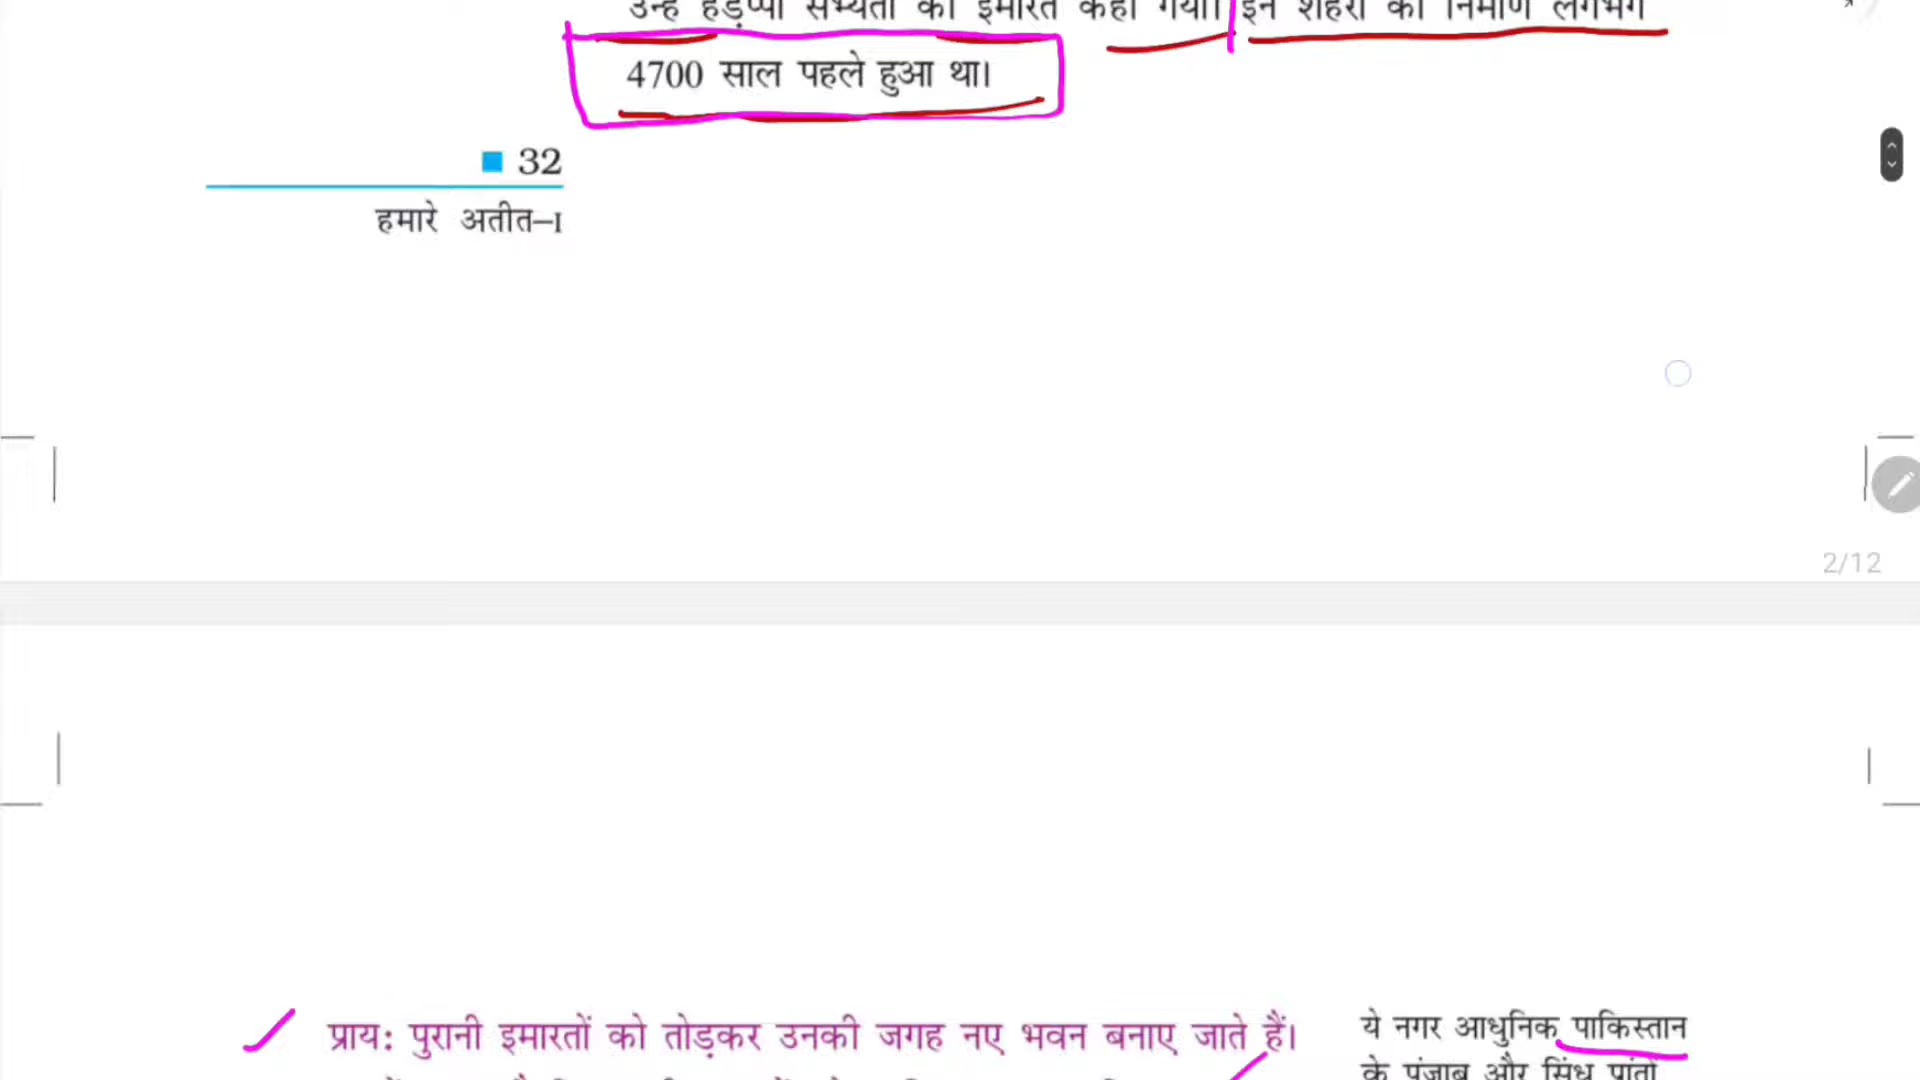 उन्हें हड़प्पा सभ्यता की इमारतें कहा गया। इन शहरों का निर्माण लगभग
4700 साल पहले हुआ था।
32
हमारे अतीत–I
2/12
प्रायः पुरानी इमारतों को तोड़कर उनकी जगह नए भवन बनाए जाते हैं।
ये नगर आधुनिक पाकिस्तान
के पंजाब और सिंध प्रांतों